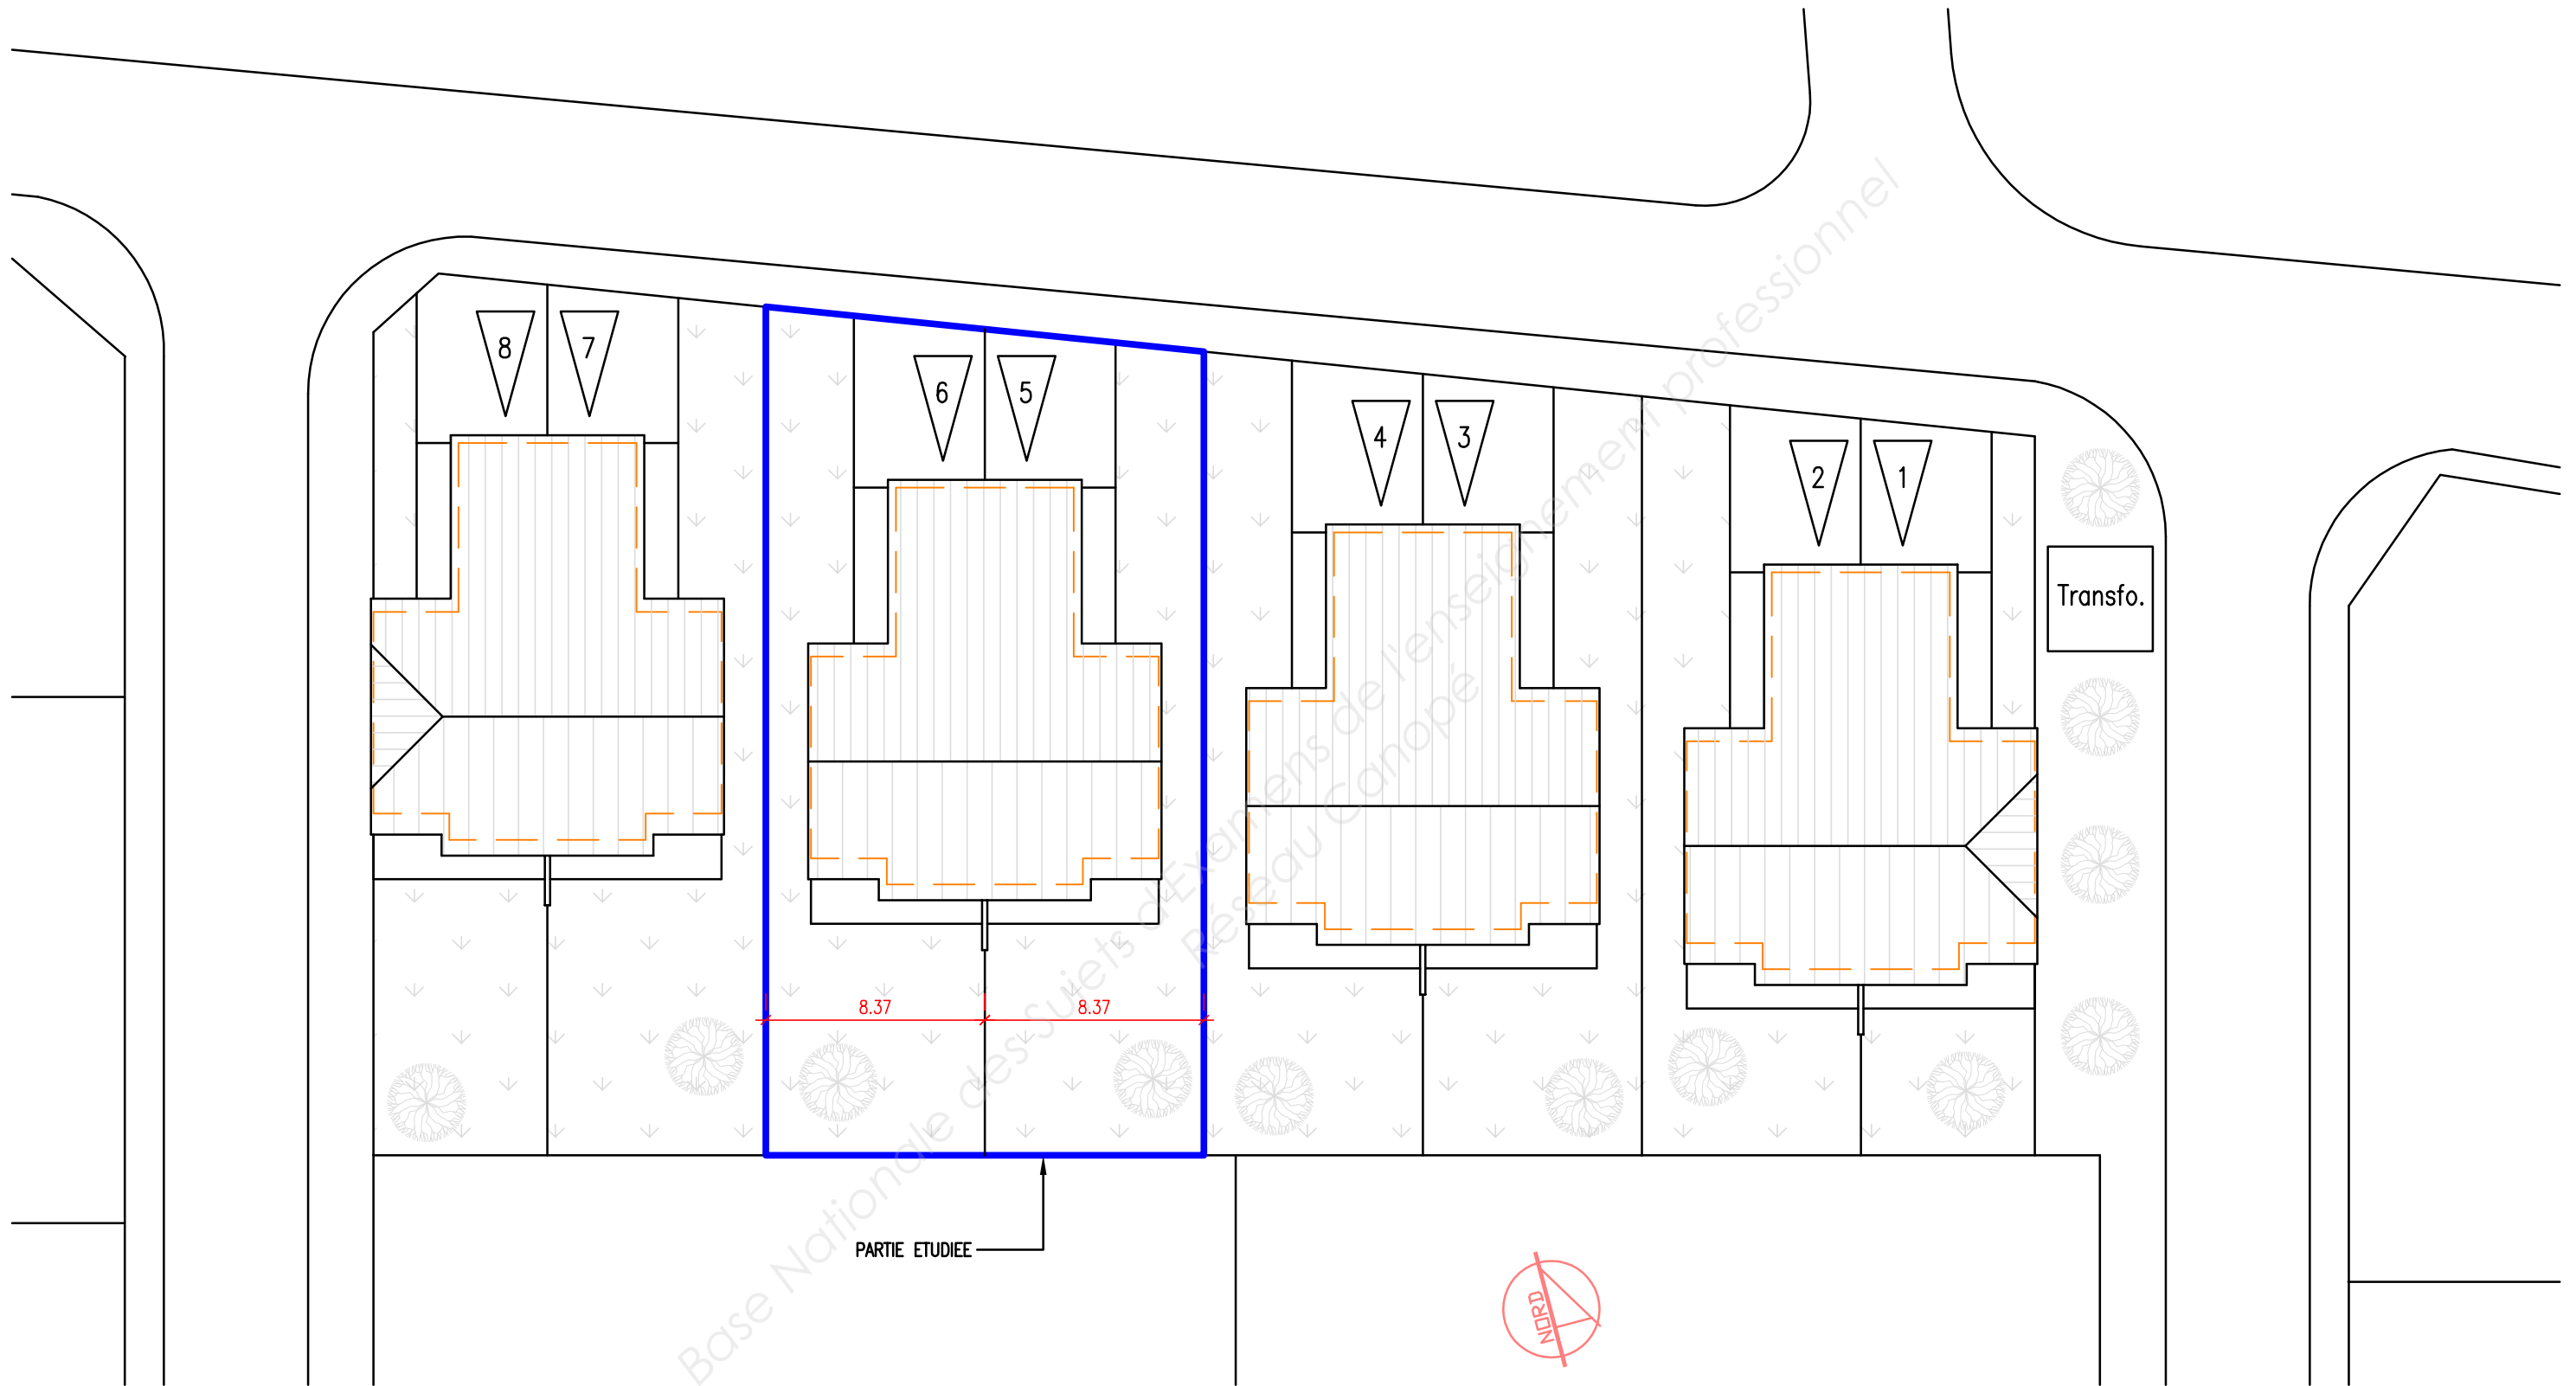 8
7
6
5
4
3
2
1
Transfo.
8.37
8.37
PARTIE ETUDIEE
NORD
Base Nationale des Sujets d'Examens de l'enseignement professionnel
Réseau Canopé